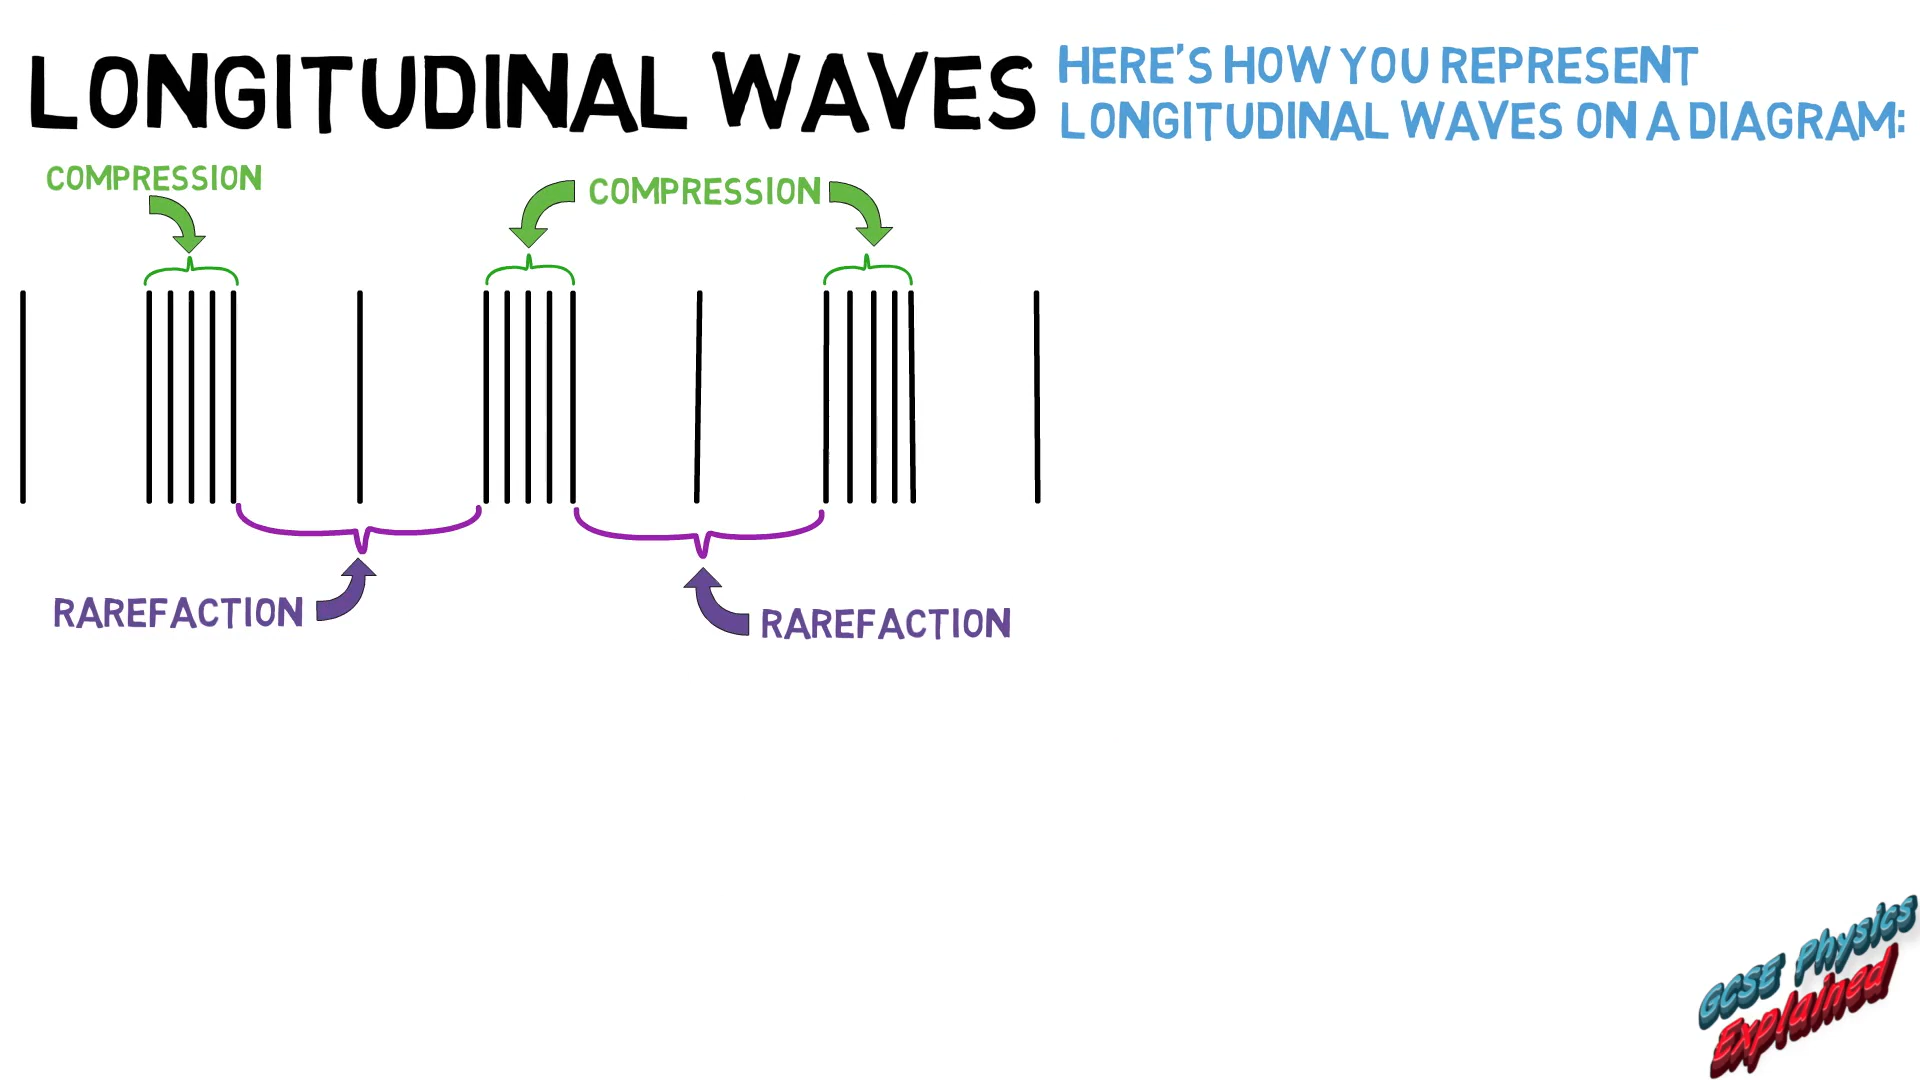 LONGITUDINAL WAVES
HERE'S HOW YOU REPRESENT
LONGITUDINAL WAVES ON A DIAGRAM:
COMPRESSION
COMPRESSION
RAREFACTION
RAREFACTION
GCSE Physics
Explained